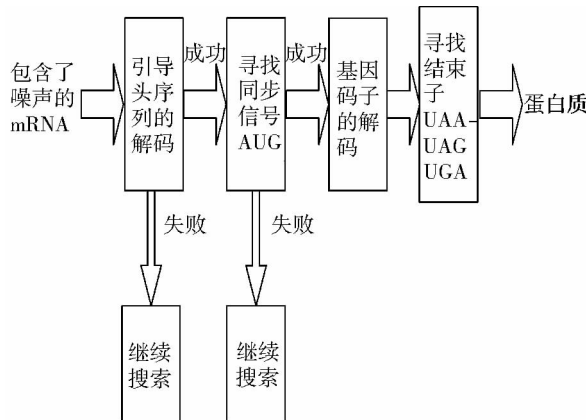 包含了
噪声的
mRNA
引导
头序
列的
解码
成功
寻找
同步
信号
AUG
成功
基因
码子
的解
码
寻找
结束
子
UAA-
UAG
UGA
蛋白质
失败
失败
继续
搜索
继续
搜索